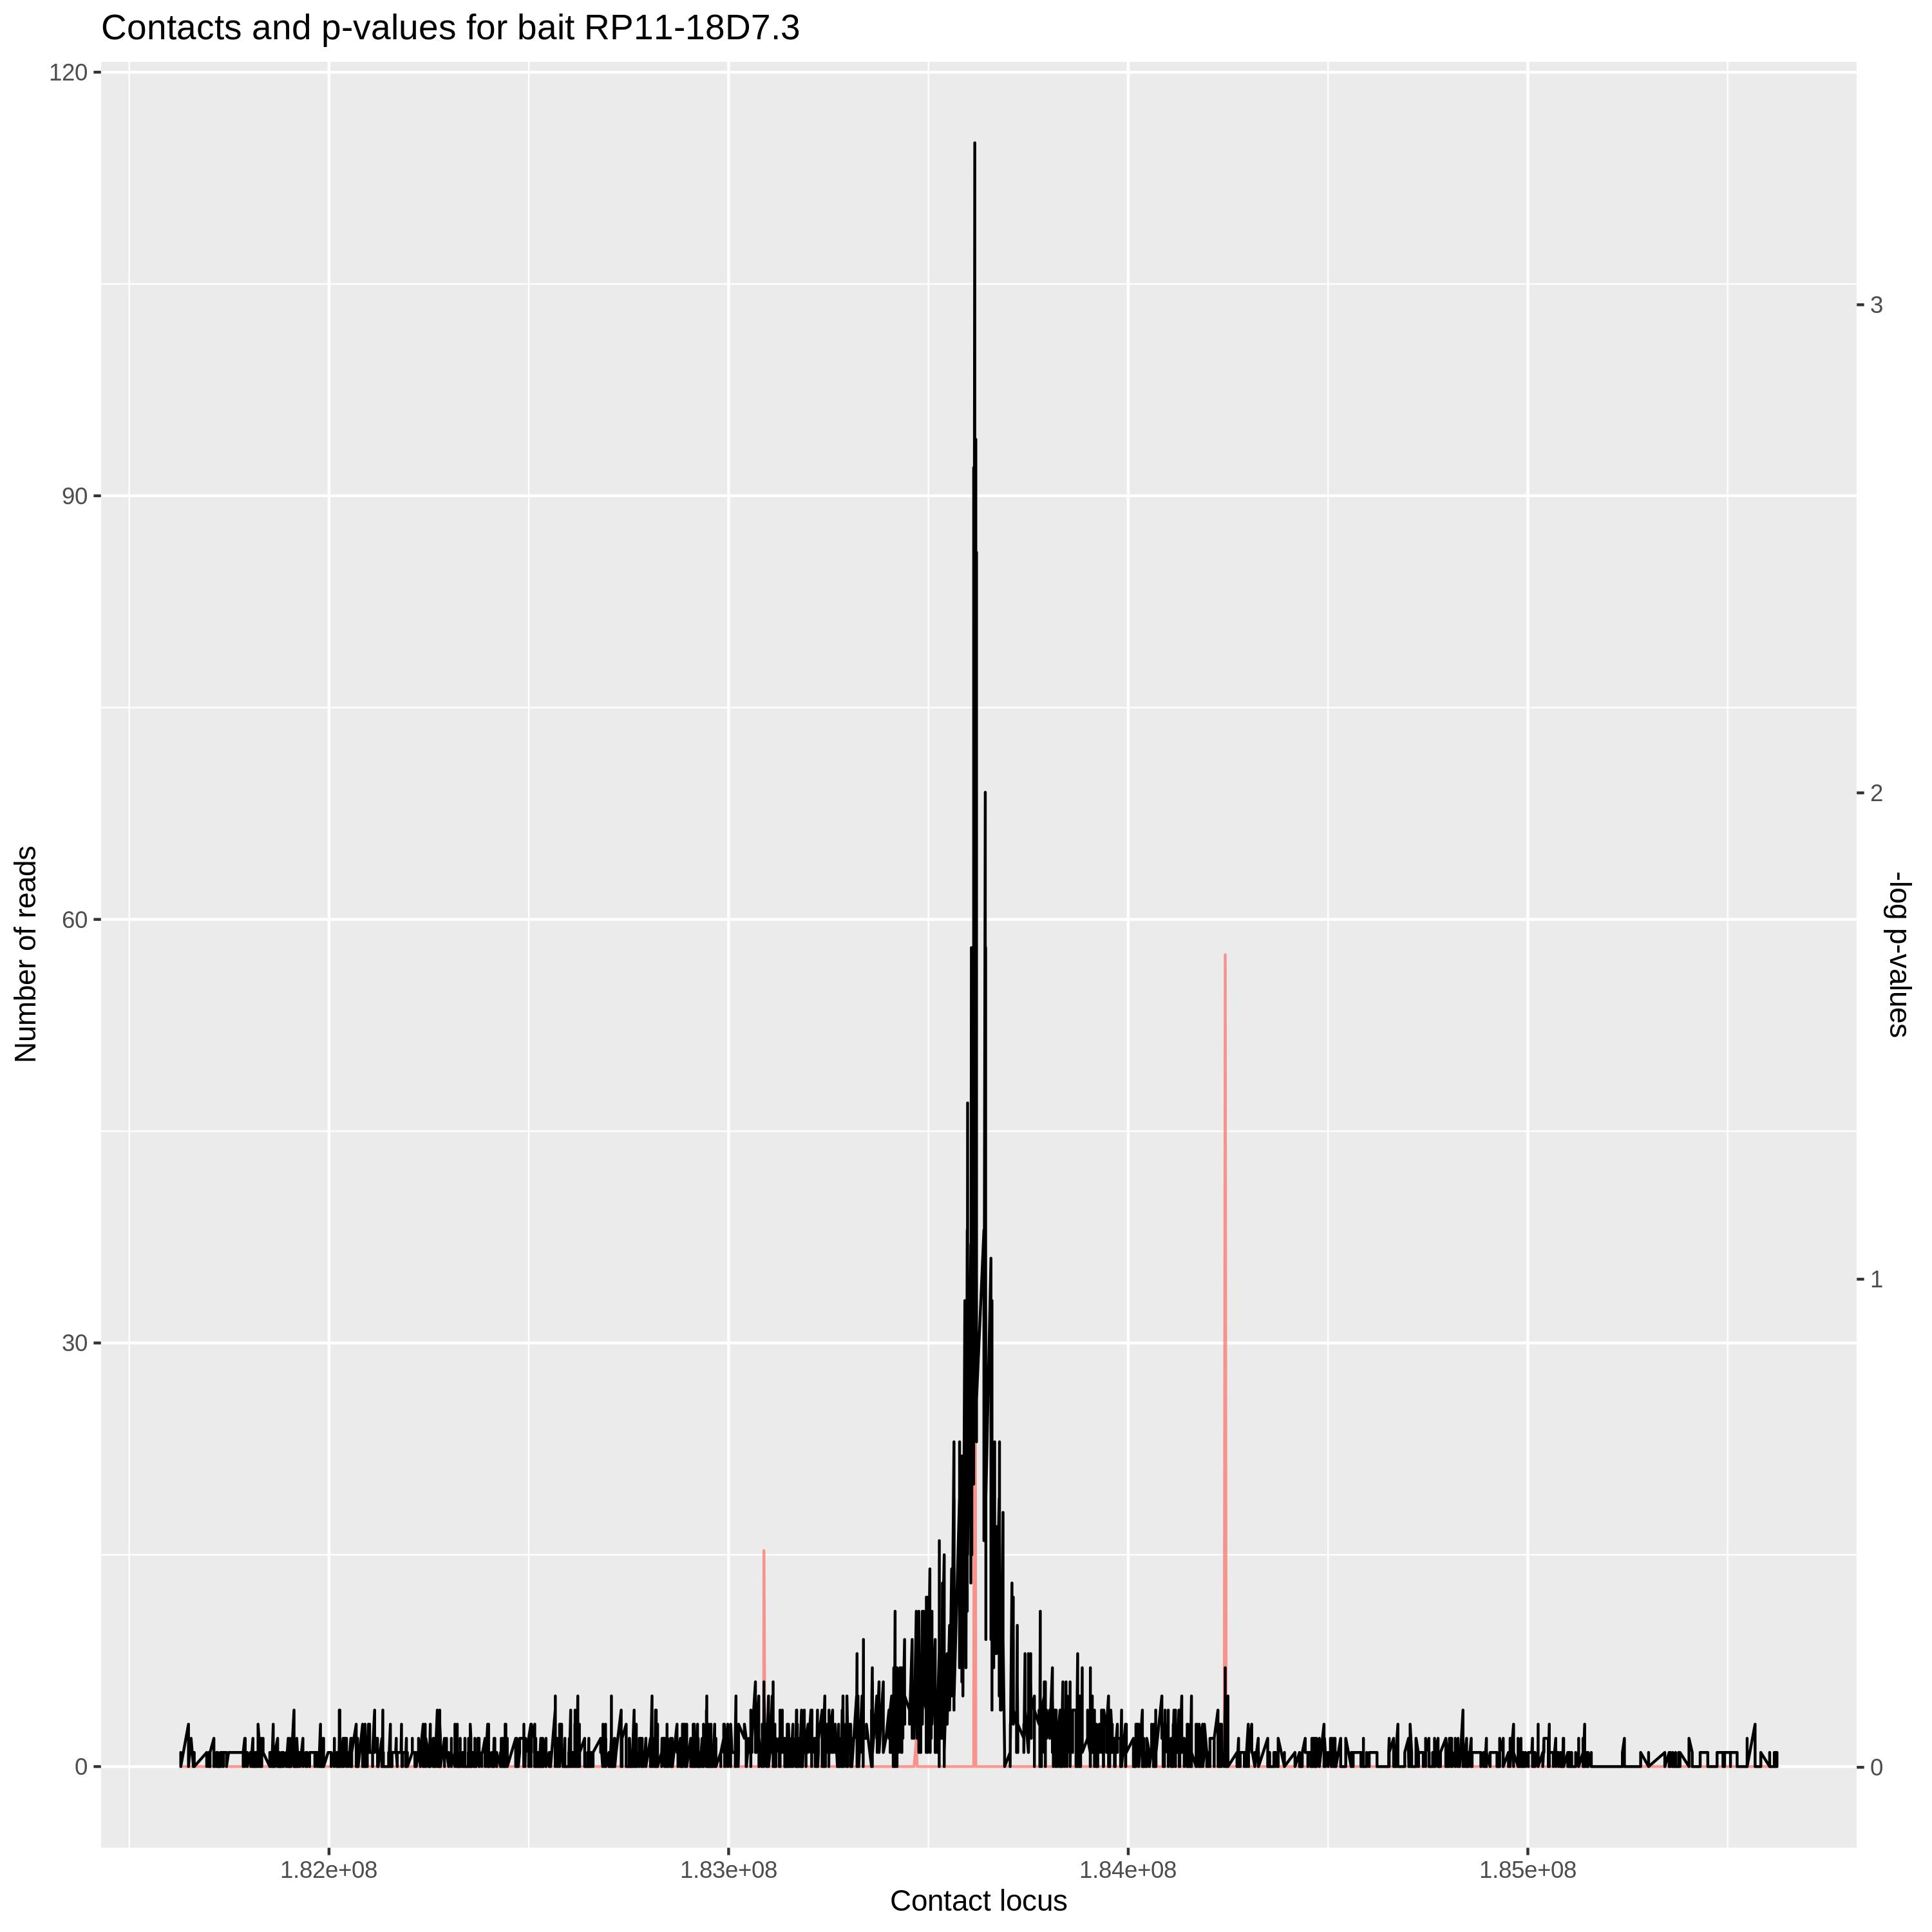 Contacts and p-values for bait RP11-18D7.3
120
90
60
30
0
Number of reads
3
2
1
0
-log p-values
1.82e+08
1.83e+08
1.84e+08
1.85e+08
Contact locus